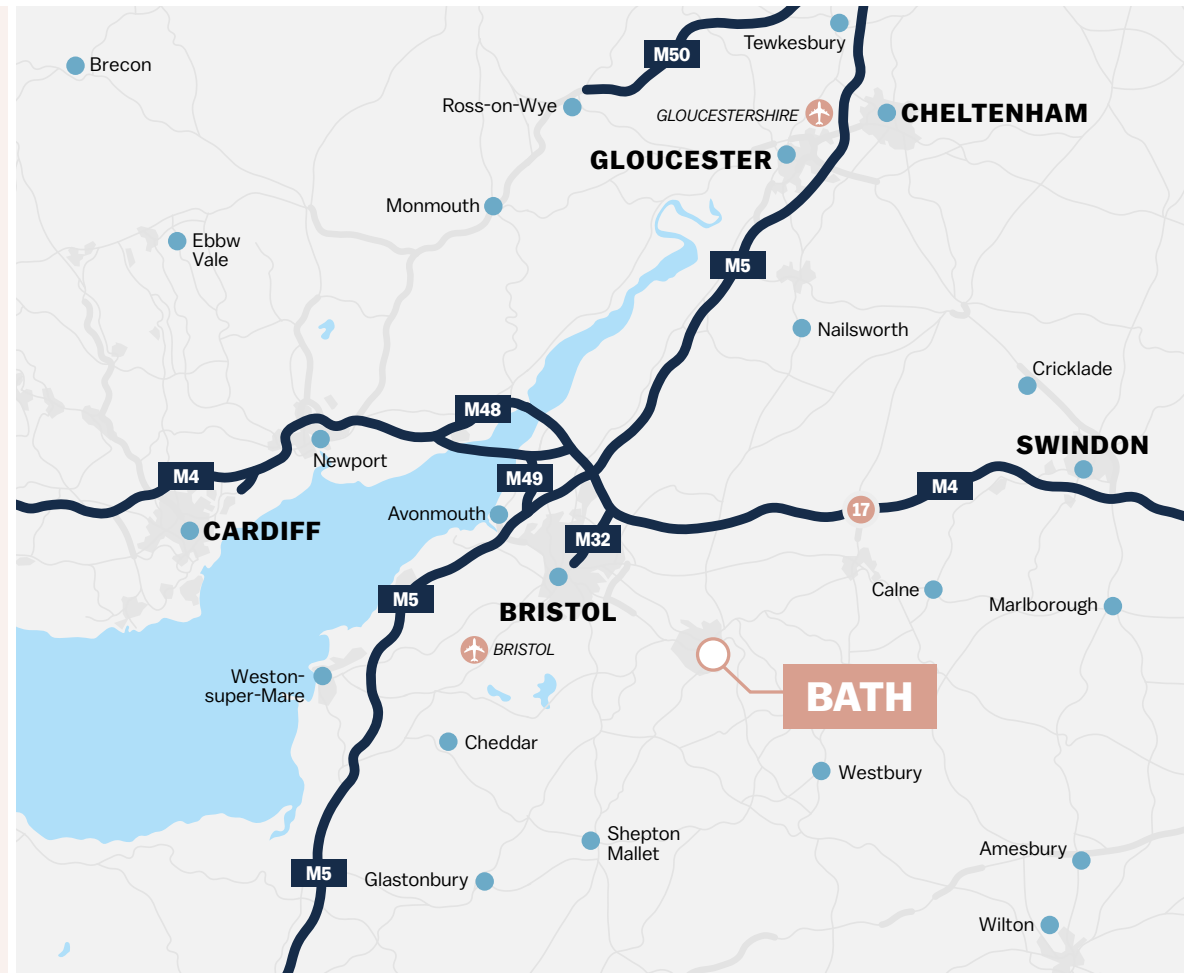 Tewkesbury
M50
Brecon
Ross-on-Wye
GLOUCESTERSHIRE
CHELTENHAM
GLOUCESTER
Monmouth
Ebbw
Vale
M5
Nailsworth
Cricklade
M48
SWINDON
Newport
M4
M49
M4
Avonmouth
17
CARDIFF
M32
Calne
M5
Marlborough
BRISTOL
BRISTOL
Weston-
super-Mare
BATH
Cheddar
Westbury
Shepton
Mallet
Amesbury
M5
Glastonbury
Wilton